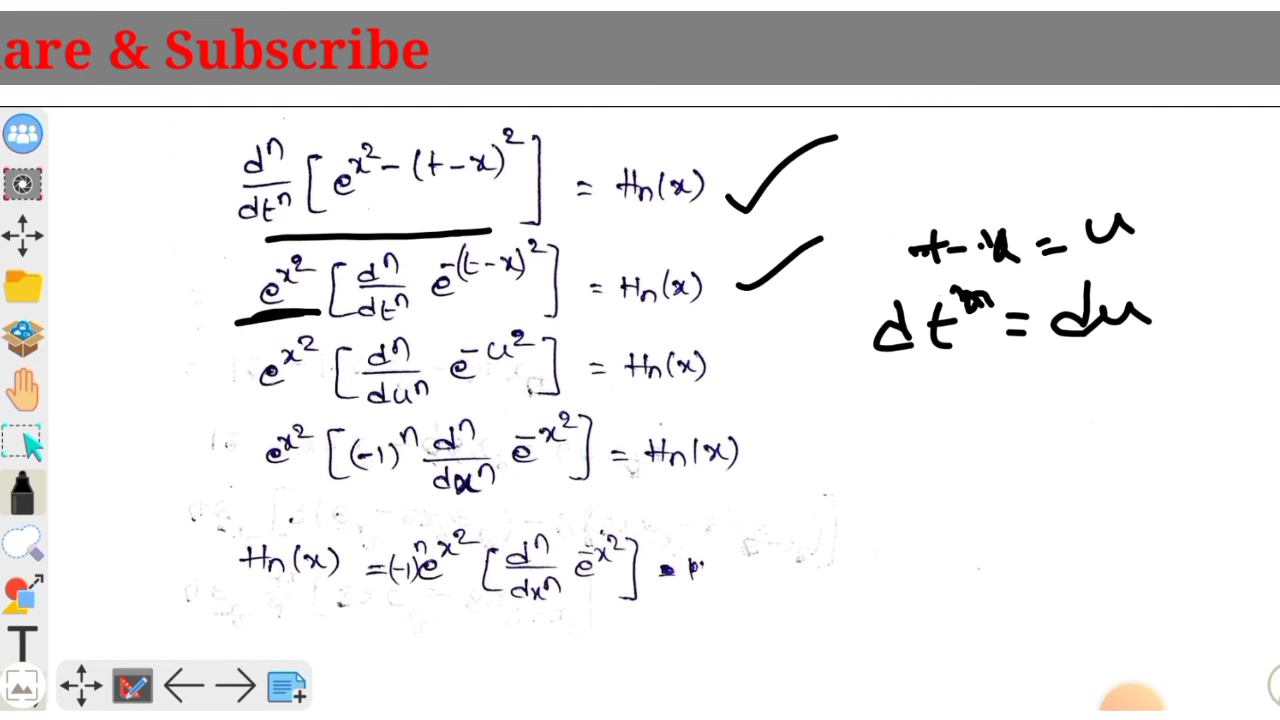 are & Subscribe
dⁿ/dtⁿ [e^(x² - (t-x)²)] = Hₙ(x)
e^(x²) [dⁿ/dtⁿ e^(-(t-x)²)] = Hₙ(x)
t - x = u
dt = du
e^(x²) [dⁿ/duⁿ e^(-u²)] = Hₙ(x)
e^(x²) [(-1)ⁿ dⁿ/dxⁿ e^(-x²)] = Hₙ(x)
Hₙ(x) = (-1)ⁿ e^(x²) [dⁿ/dxⁿ e^(-x²)]
T